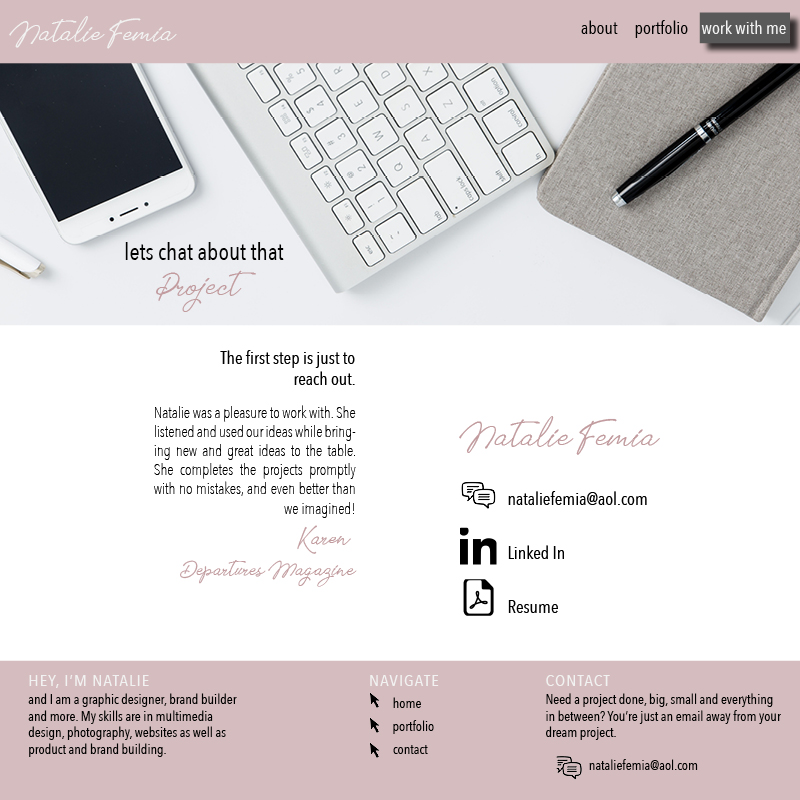 Natalie Femia
about portfolio work with me
lets chat about that
Project
The first step is just to
reach out.
Natalie was a pleasure to work with. She
listened and used our ideas while bring-
ing new and great ideas to the table.
She completes the projects promptly
with no mistakes, and even better than
we imagined!
Karen
Departures Magazine
Natalie Femia
nataliefemia@aol.com
in Linked In
Resume
HEY, I'M NATALIE
and I am a graphic designer, brand builder
and more. My skills are in multimedia
design, photography, websites as well as
product and brand building.
NAVIGATE
home
portfolio
contact
CONTACT
Need a project done, big, small and everything
in between? You're just an email away from your
dream project.
nataliefemia@aol.com